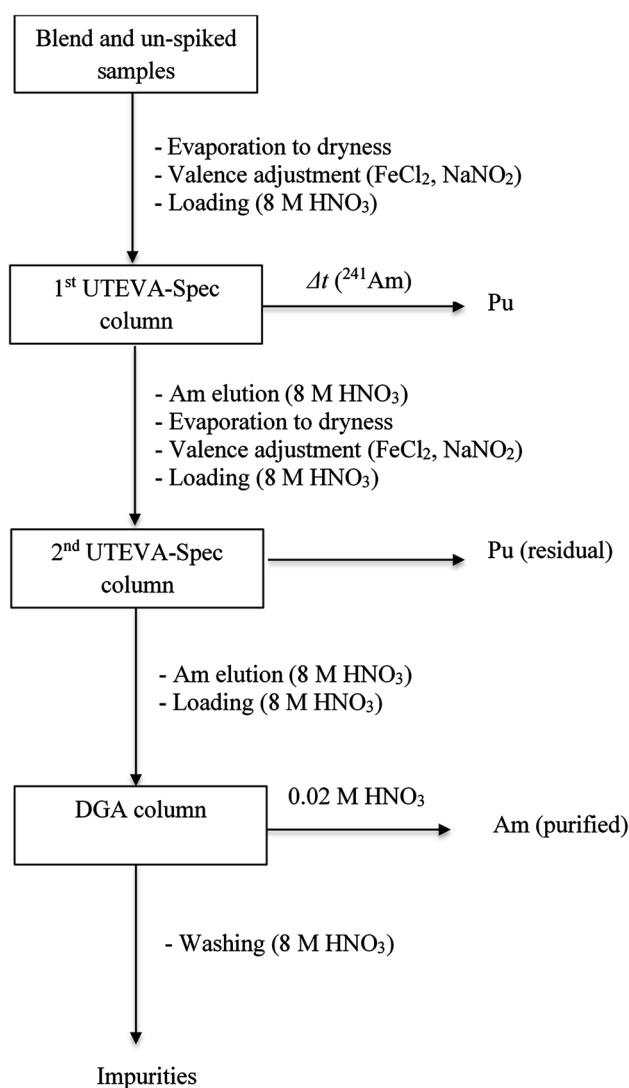 Blend and un-spiked
samples
- Evaporation to dryness
- Valence adjustment (FeCl₂, NaNO₂)
- Loading (8 M HNO₃)
1ˢᵗ UTEVA-Spec
column
Δt (²⁴¹Am)
Pu
- Am elution (8 M HNO₃)
- Evaporation to dryness
- Valence adjustment (FeCl₂, NaNO₂)
- Loading (8 M HNO₃)
2ⁿᵈ UTEVA-Spec
column
Pu (residual)
- Am elution (8 M HNO₃)
- Loading (8 M HNO₃)
DGA column
0.02 M HNO₃
Am (purified)
- Washing (8 M HNO₃)
Impurities